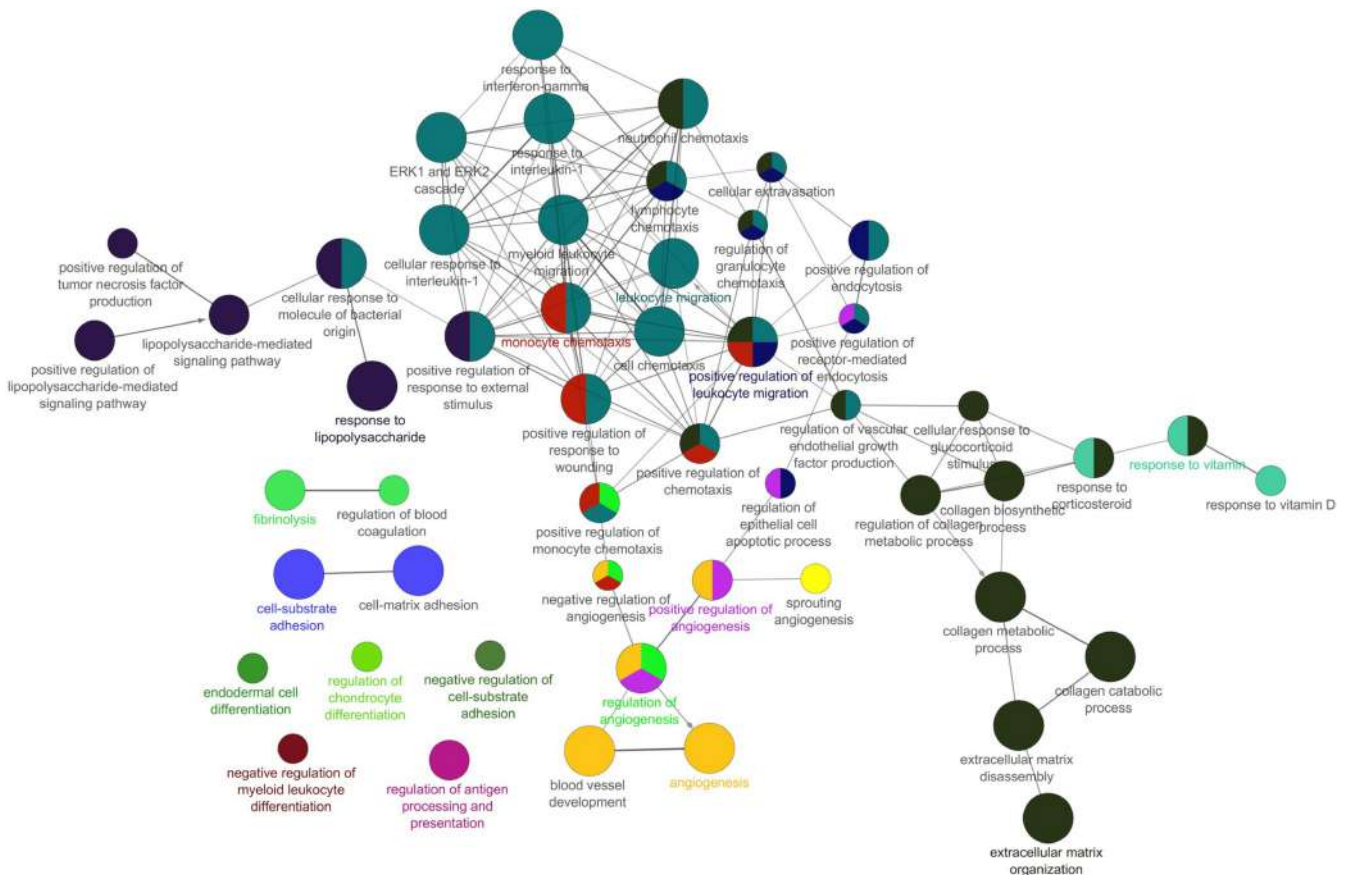 response to
interferon-gamma
neutrophil chemotaxis
ERK1 and ERK2
cascade
response to
interleukin-1
cellular extravasation
lymphocyte
chemotaxis
cellular response to
interleukin-1
myeloid leukocyte
migration
regulation of
granulocyte
chemotaxis
positive regulation of
endocytosis
positive regulation of
tumor necrosis factor
production
cellular response to
molecule of bacterial
origin
leukocyte migration
lipopolysaccharide-mediated
signaling pathway
positive regulation of
lipopolysaccharide-mediated
signaling pathway
monocyte chemotaxis
cell chemotaxis
positive regulation of
receptor-mediated
endocytosis
positive regulation of
response to external
stimulus
positive regulation of
leukocyte migration
response to
lipopolysaccharide
positive regulation of
response to
wounding
positive regulation of
chemotaxis
regulation of vascular
endothelial growth
factor production
cellular response to
glucocorticoid
stimulus
response to
corticosteroid
response to vitamin
response to vitamin D
fibrinolysis
regulation of blood
coagulation
positive regulation of
monocyte chemotaxis
regulation of
epithelial cell
apoptotic process
regulation of collagen
metabolic process
collagen biosynthetic
process
cell-substrate
adhesion
cell-matrix adhesion
negative regulation of
angiogenesis
positive regulation of
angiogenesis
sprouting
angiogenesis
collagen metabolic
process
endodermal cell
differentiation
regulation of
chondrocyte
differentiation
negative regulation of
cell-substrate
adhesion
regulation of
angiogenesis
collagen catabolic
process
negative regulation of
myeloid leukocyte
differentiation
regulation of antigen
processing and
presentation
blood vessel
development
angiogenesis
extracellular matrix
disassembly
extracellular matrix
organization